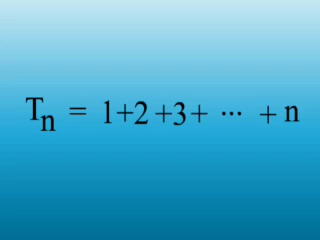 Tn = 1+2+3+ ... + n